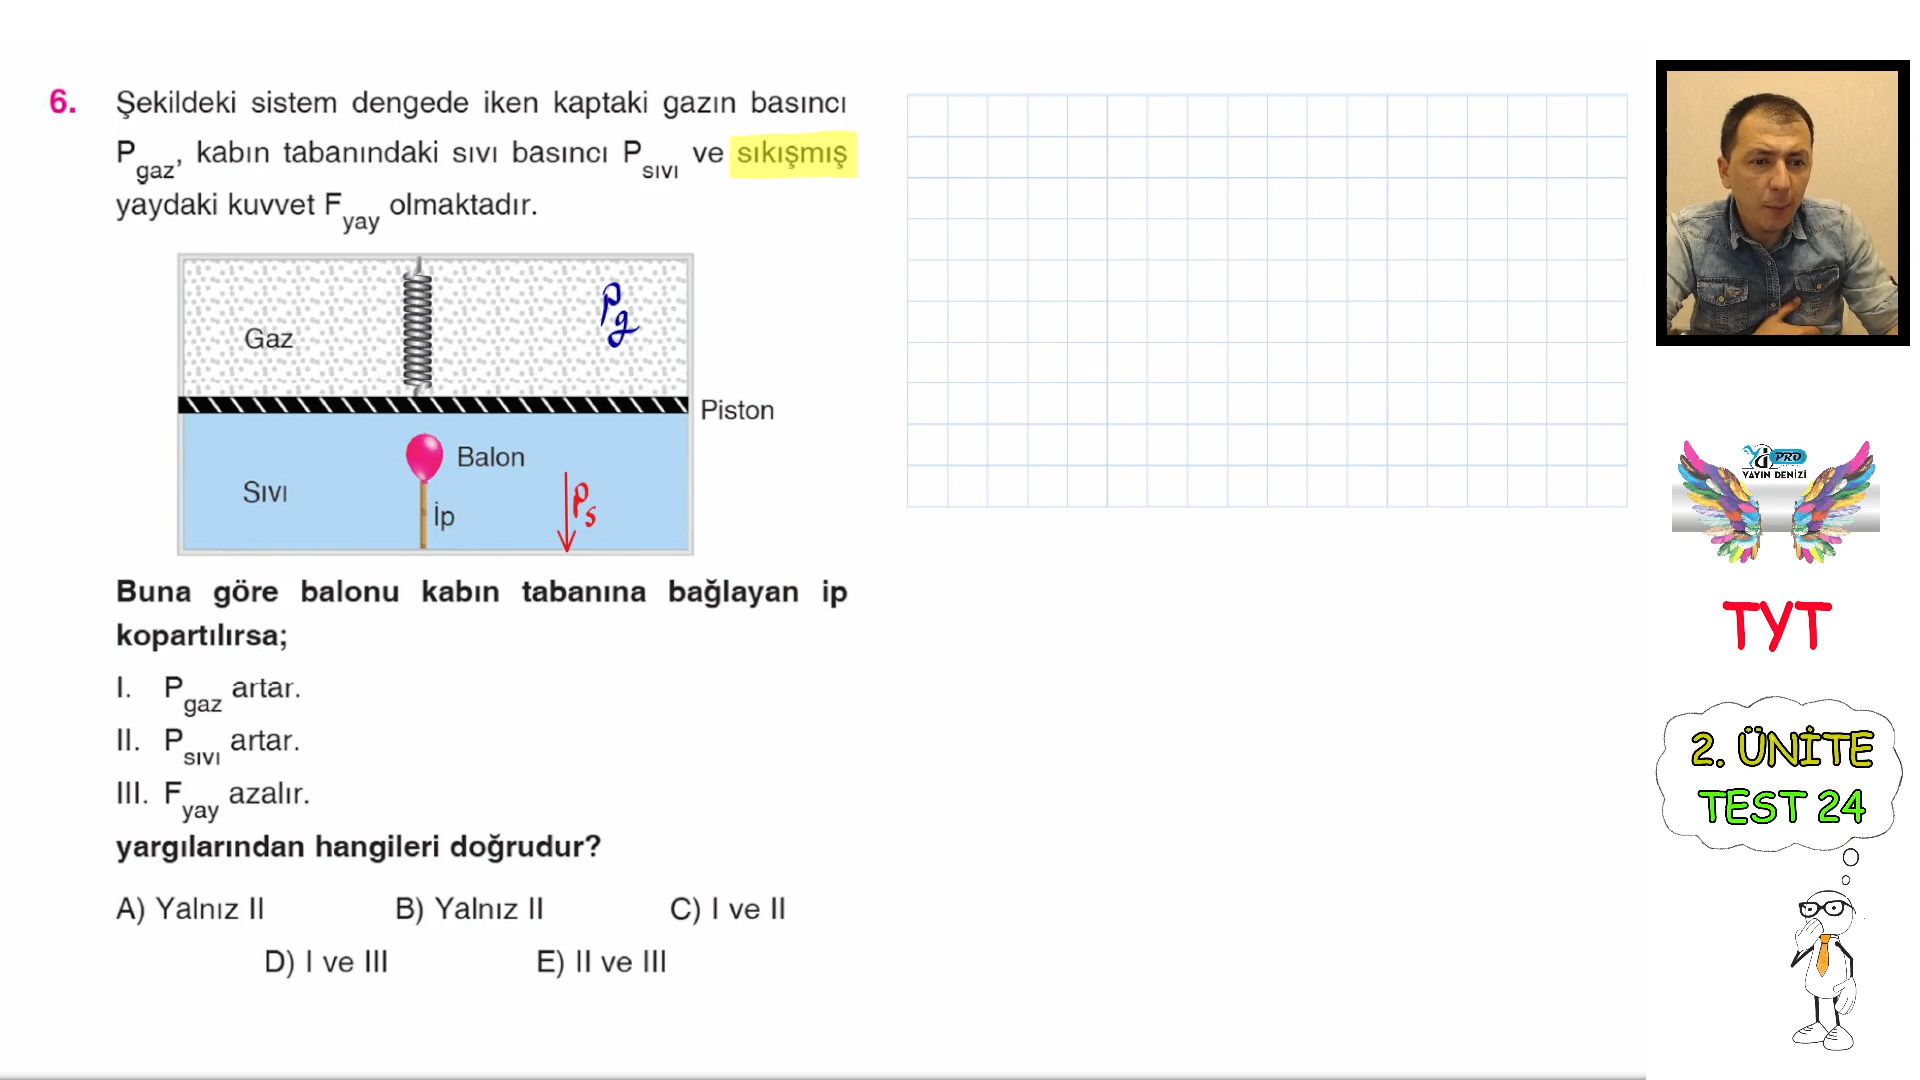 6. Şekildeki sistem dengede iken kaptaki gazın basıncı
Pgaz, kabın tabanındaki sıvı basıncı Psıvı ve sıkışmış
yaydaki kuvvet Fyay olmaktadır.
Gaz
Pg
Piston
Balon
Sıvı
İp
Ps
Buna göre balonu kabın tabanına bağlayan ip
kopartılırsa;
I. Pgaz artar.
II. Psıvı artar.
III. Fyay azalır.
yargılarından hangileri doğrudur?
A) Yalnız II B) Yalnız II C) I ve II
D) I ve III E) II ve III
PRO
YAYIN DENİZİ
TYT
2. ÜNİTE
TEST 24